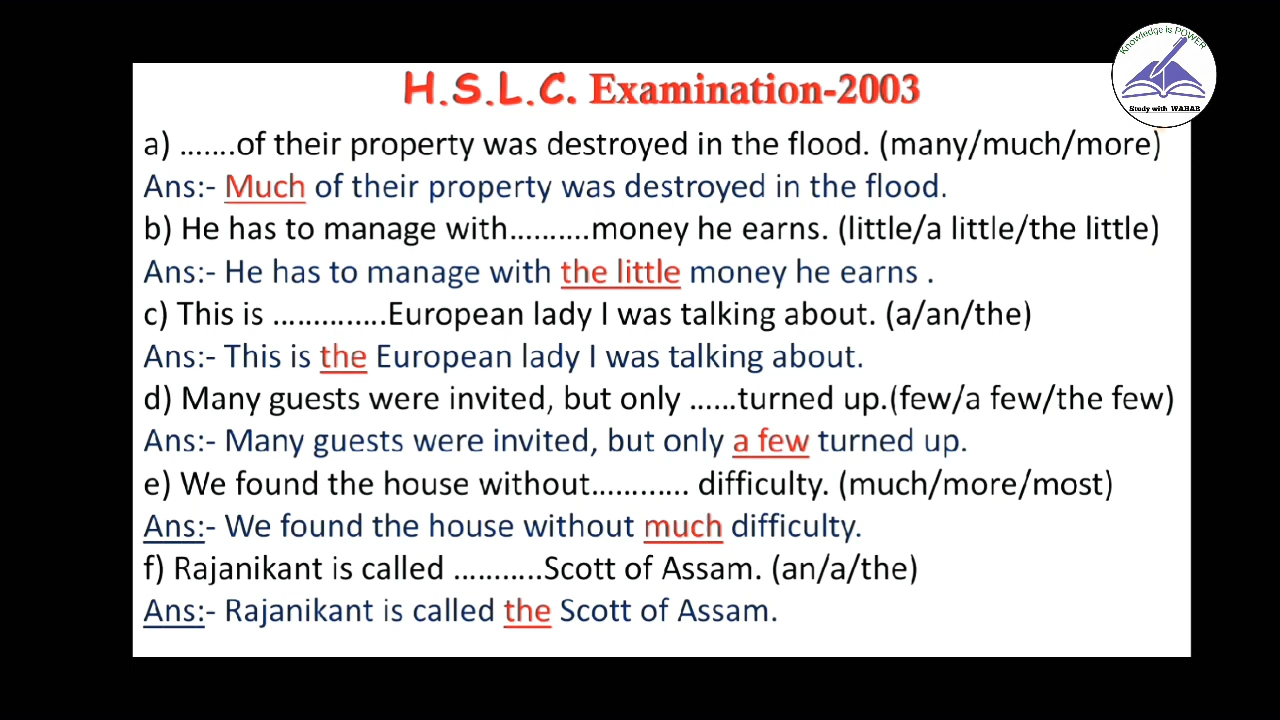 Knowledge is POWER
Study with WAHAB
H.S.L.C. Examination-2003
a) .......of their property was destroyed in the flood. (many/much/more)
Ans:- Much of their property was destroyed in the flood.
b) He has to manage with..........money he earns. (little/a little/the little)
Ans:- He has to manage with the little money he earns .
c) This is ..............European lady I was talking about. (a/an/the)
Ans:- This is the European lady I was talking about.
d) Many guests were invited, but only ......turned up.(few/a few/the few)
Ans:- Many guests were invited, but only a few turned up.
e) We found the house without............ difficulty. (much/more/most)
Ans:- We found the house without much difficulty.
f) Rajanikant is called ...........Scott of Assam. (an/a/the)
Ans:- Rajanikant is called the Scott of Assam.